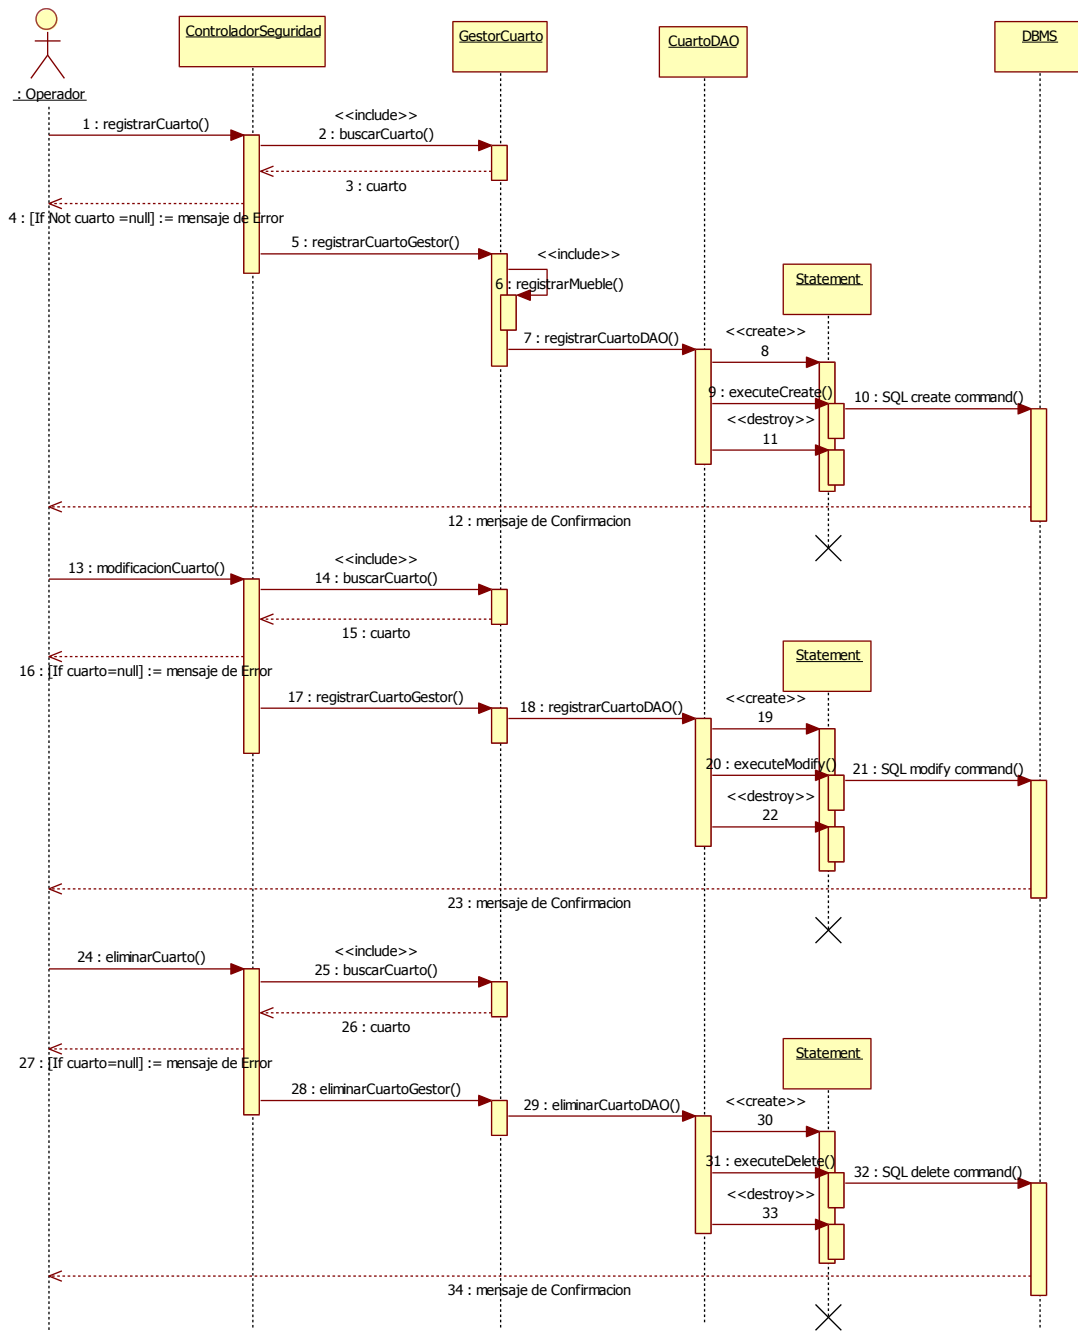 ControladorSeguridad
GestorCuarto
CuartoDAO
DBMS
: Operador
1 : registrarCuarto()
<<include>>
2 : buscarCuarto()
3 : cuarto
4 : [If Not cuarto =null] := mensaje de Error
5 : registrarCuartoGestor()
<<include>>
6 : registrarMueble()
Statement
7 : registrarCuartoDAO()
<<create>>
8
9 : executeCreate()
10 : SQL create command()
<<destroy>>
11
12 : mensaje de Confirmacion
13 : modificacionCuarto()
<<include>>
14 : buscarCuarto()
15 : cuarto
16 : [If cuarto=null] := mensaje de Error
Statement
17 : registrarCuartoGestor()
18 : registrarCuartoDAO()
<<create>>
19
20 : executeModify()
21 : SQL modify command()
<<destroy>>
22
23 : mensaje de Confirmacion
24 : eliminarCuarto()
<<include>>
25 : buscarCuarto()
26 : cuarto
27 : [If cuarto=null] := mensaje de Error
Statement
28 : eliminarCuartoGestor()
29 : eliminarCuartoDAO()
<<create>>
30
31 : executeDelete()
32 : SQL delete command()
<<destroy>>
33
34 : mensaje de Confirmacion